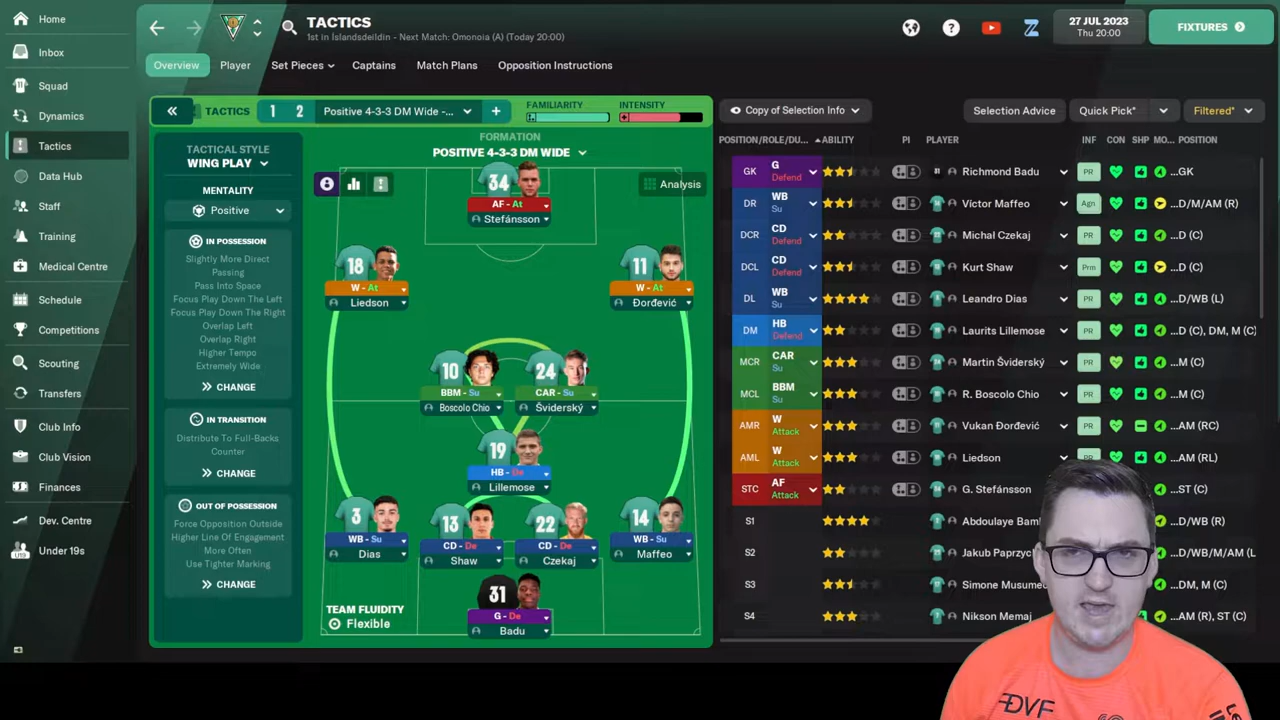 Home
Inbox
Squad
Dynamics
Tactics
Data Hub
Staff
Training
Medical Centre
Schedule
Competitions
Scouting
Transfers
Club Info
Club Vision
Finances
Dev. Centre
Under 19s
TACTICS
1st in Íslandsdeildin - Next Match: Omonoia (A) (Today 20:00)
27 JUL 2023
Thu 20:00
FIXTURES
Overview
Player
Set Pieces
Captains
Match Plans
Opposition Instructions
TACTICS
1 2
Positive 4-3-3 DM Wide -...
+
FAMILIARITY
INTENSITY
TACTICAL STYLE
WING PLAY
MENTALITY
Positive
IN POSSESSION
Slightly More Direct
Passing
Pass Into Space
Focus Play Down The Left
Focus Play Down The Right
Overlap Left
Overlap Right
Higher Tempo
Extremely Wide
CHANGE
IN TRANSITION
Distribute To Full-Backs
Counter
CHANGE
OUT OF POSSESSION
Force Opposition Outside
Higher Line Of Engagement
More Often
Use Tighter Marking
CHANGE
FORMATION
POSITIVE 4-3-3 DM WIDE
Analysis
34
AF - At
Stefánsson
18
W - At
Liedson
11
W - At
Đorđević
10
BBM - Su
Boscolo Chio
24
CAR - Su
Šviderský
19
HB - De
Lillemose
3
WB - Su
Dias
13
CD - De
Shaw
22
CD - De
Czekaj
14
WB - Su
Maffeo
31
G - De
Badu
TEAM FLUIDITY
Flexible
Copy of Selection Info
Selection Advice
Quick Pick*
Filtered*
POSITION/ROLE/DU... ABILITY PI PLAYER INF CON SHP MO... POSITION
GK G Defend Richmond Badu PR ...GK
DR WB Su Víctor Maffeo Agn ...D/M/AM (R)
DCR CD Defend Michal Czekaj PR ...D (C)
DCL CD Defend Kurt Shaw Prm ...D (C)
DL WB Su Leandro Dias PR ...D/WB (L)
DM HB Defend Laurits Lillemose PR ...D (C), DM, M (C)
MCR CAR Su Martin Šviderský PR ...M (C)
MCL BBM Su R. Boscolo Chio PR ...M (C)
AMR W Attack Vukan Đorđević PR ...AM (RC)
AML W Attack Liedson PR ...AM (RL)
STC AF Attack G. Stefánsson ...ST (C)
S1 Abdoulaye ...D/WB (R)
S2 Jakub ...D/WB/M/AM (L
S3 Simone ...DM, M (C)
S4 Nikson Memaj ...AM (R), ST (C)
DVF